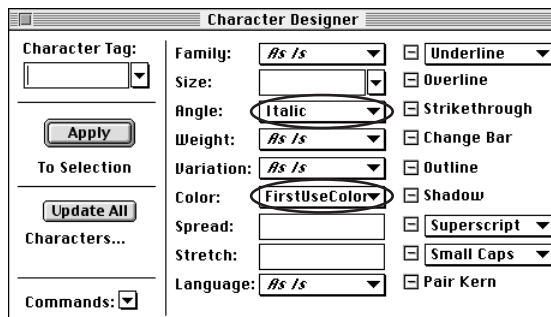 Character Designer
Character Tag:
Apply
To Selection
Update All
Characters...
Commands:
Family: As Is
Size:
Angle: Italic
Weight: As Is
Variation: As Is
Color: FirstUseColor
Spread:
Stretch:
Language: As Is
Underline
Overline
Strikethrough
Change Bar
Outline
Shadow
Superscript
Small Caps
Pair Kern